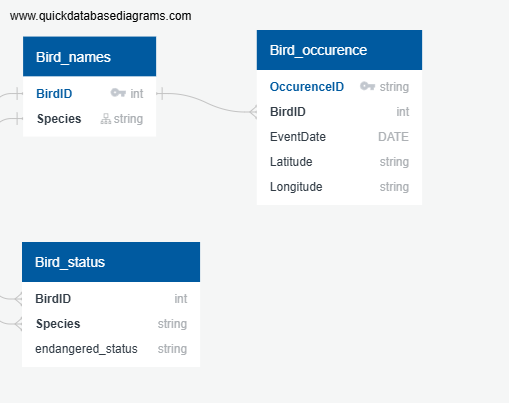 www.quickdatabasediagrams.com
Bird_names
BirdID int
Species string
Bird_occurence
OccurenceID string
BirdID int
EventDate DATE
Latitude string
Longitude string
Bird_status
BirdID int
Species string
endangered_status string